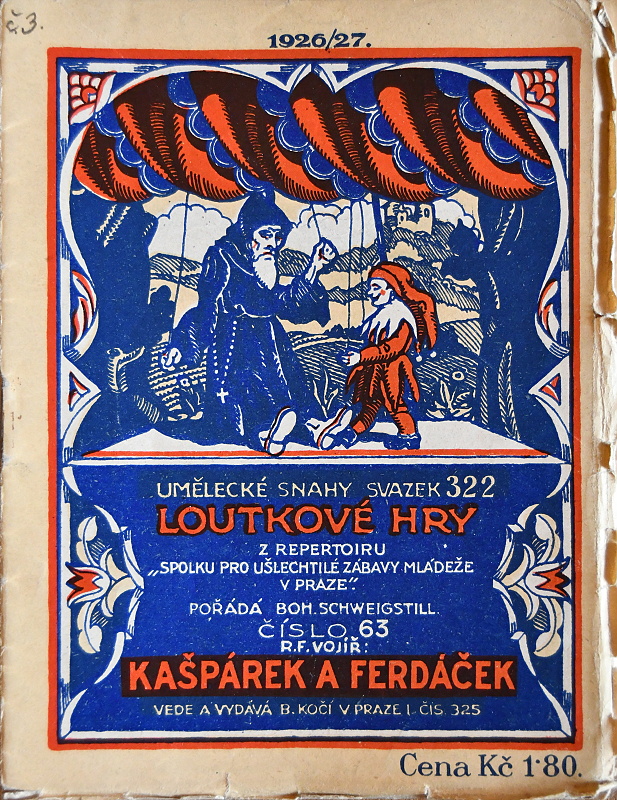 č.3.
1926/27.
UMĚLECKÉ SNAHY SVAZEK 322
LOUTKOVÉ HRY
Z REPERTOIRU
„SPOLKU PRO UŠLECHTILÉ ZÁBAVY MLÁDEŽE
V PRAZE".
POŘÁDÁ BOH. SCHWEIGSTILL.
ČÍSLO 63
R.F. VOJÍŘ:
KAŠPÁREK A FERDÁČEK
VEDE A VYDÁVÁ B. KOČÍ V PRAZE I. ČÍS. 325
Cena Kč 1·80.